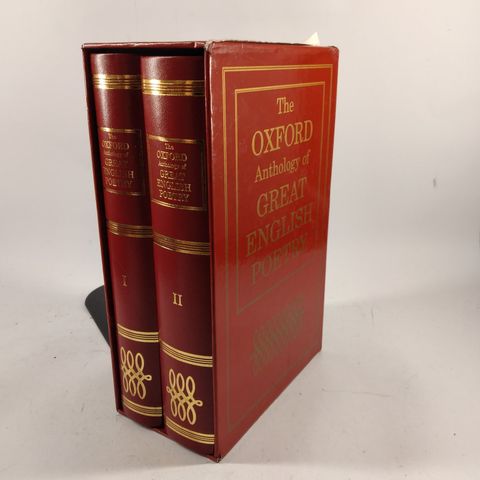 The
OXFORD
Anthology of
GREAT
ENGLISH
POETRY
I
The
OXFORD
Anthology of
GREAT
ENGLISH
POETRY
II
The
OXFORD
Anthology of
GREAT
ENGLISH
POETRY